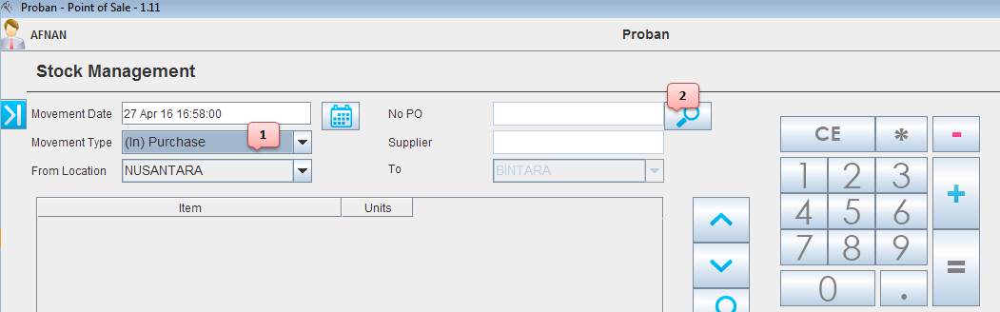 Proban - Point of Sale - 1.11
AFNAN
Proban
Stock Management
Movement Date 27 Apr 16 16:58:00 No PO 2
Movement Type (In) Purchase 1 Supplier
From Location NUSANTARA To BINTARA
Item Units
CE * -
1 2 3 +
4 5 6
7 8 9 =
0 .